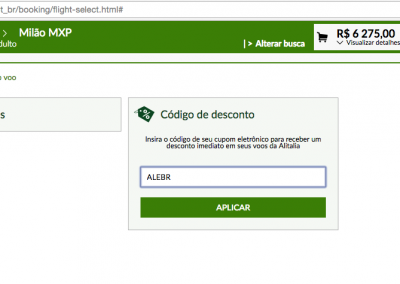 t_br/booking/flight-select.html#
Milão MXP
R$ 6 275,00
dulto
| > Alterar busca
Visualizar detalhes
voo
s
Código de desconto
Insira o código de seu cupom eletrônico para receber um
desconto imediato em seus voos da Alitalia
ALEBR
APLICAR